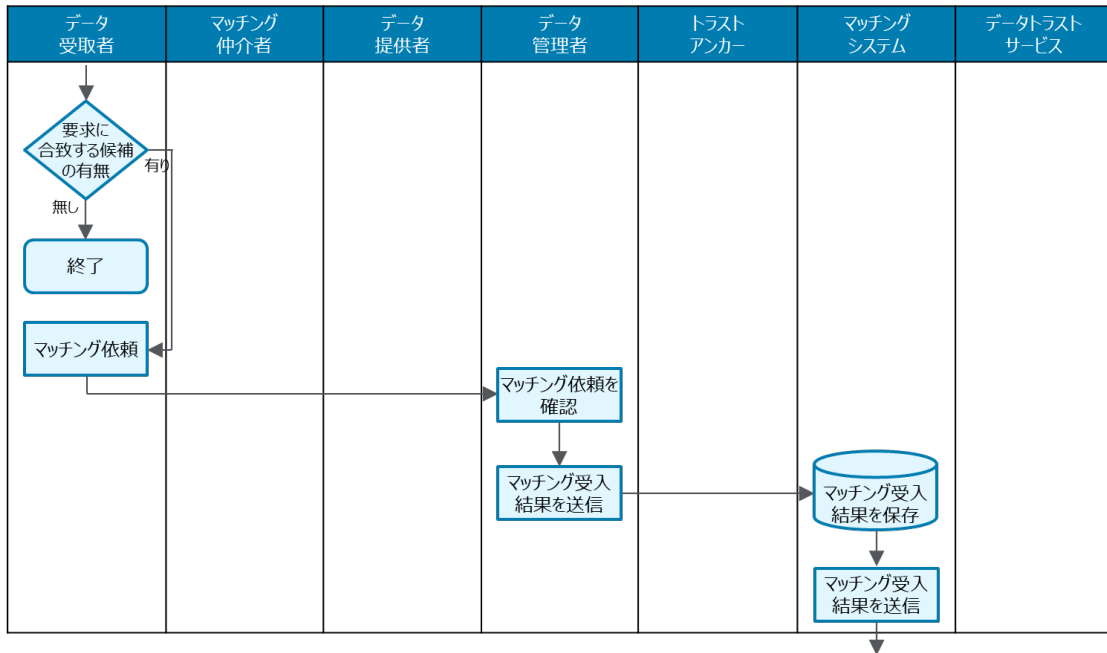 データ
受取者
マッチング
仲介者
データ
提供者
データ
管理者
トラスト
アンカー
マッチング
システム
データトラスト
サービス
要求に
合致する候補
の有無
有り
無し
終了
マッチング依頼
マッチング依頼を
確認
マッチング受入
結果を送信
マッチング受入
結果を保存
マッチング受入
結果を送信